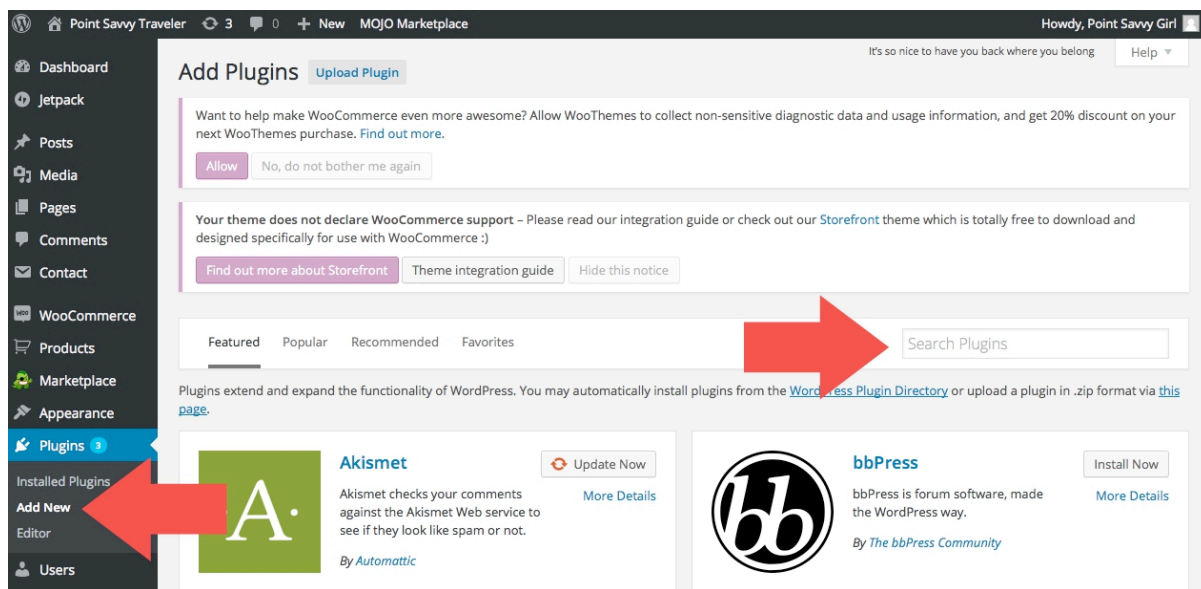 Point Savvy Traveler 3 0 + New MOJO Marketplace Howdy, Point Savvy Girl
It's so nice to have you back where you belong Help
Dashboard
Jetpack
Posts
Media
Pages
Comments
Contact
WOO WooCommerce
Products
Marketplace
Appearance
Plugins 3
Installed Plugins
Add New
Editor
Users
Add Plugins Upload Plugin
Want to help make WooCommerce even more awesome? Allow WooThemes to collect non-sensitive diagnostic data and usage information, and get 20% discount on your
next WooThemes purchase. Find out more.
Allow No, do not bother me again
Your theme does not declare WooCommerce support – Please read our integration guide or check out our Storefront theme which is totally free to download and
designed specifically for use with WooCommerce :)
Find out more about Storefront Theme integration guide Hide this notice
Featured Popular Recommended Favorites Search Plugins
Plugins extend and expand the functionality of WordPress. You may automatically install plugins from the WordPress Plugin Directory or upload a plugin in .zip format via this
page.
A.
Akismet Update Now
Akismet checks your comments More Details
against the Akismet Web service to
see if they look like spam or not.
By Automattic
bb
bbPress Install Now
bbPress is forum software, made More Details
the WordPress way.
By The bbPress Community